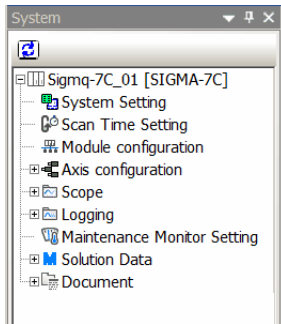 System
Sigmq-7C_01 [SIGMA-7C]
System Setting
Scan Time Setting
Module configuration
Axis configuration
Scope
Logging
Maintenance Monitor Setting
Solution Data
Document